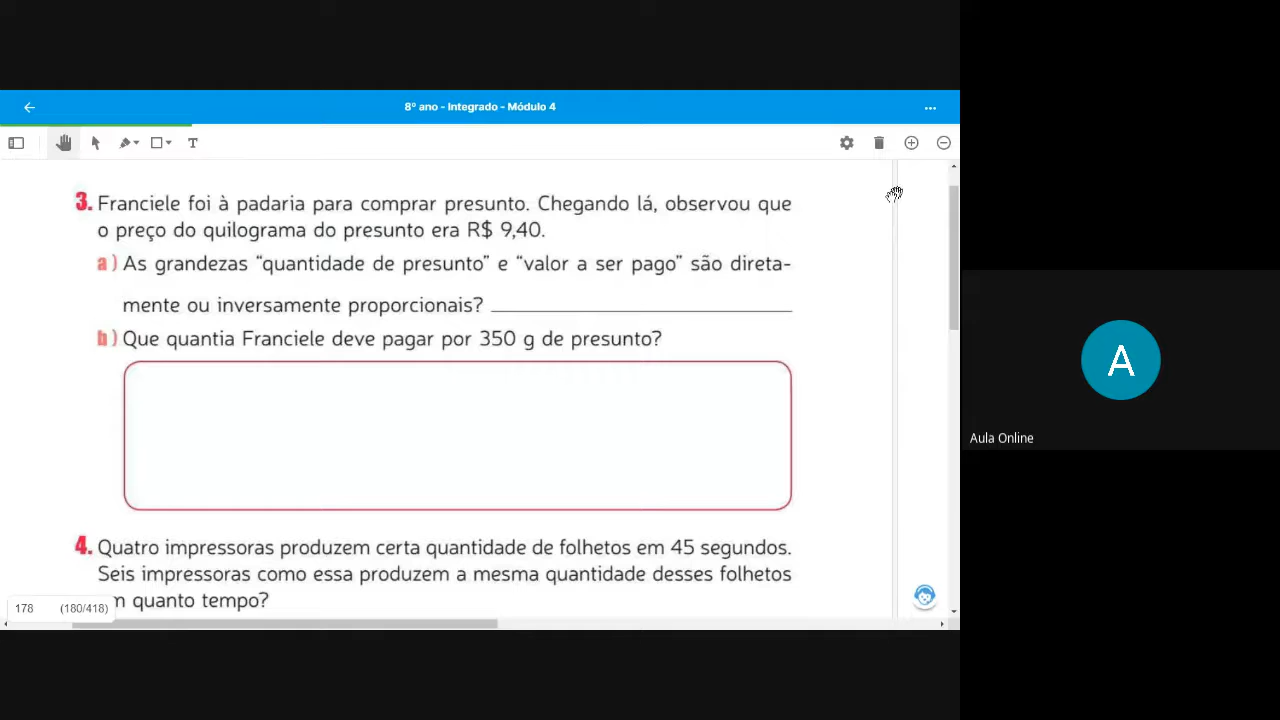 8º ano - Integrado - Módulo 4
T
3. Franciele foi à padaria para comprar presunto. Chegando lá, observou que
o preço do quilograma do presunto era R$ 9,40.
a) As grandezas “quantidade de presunto” e “valor a ser pago” são direta-
mente ou inversamente proporcionais?
b) Que quantia Franciele deve pagar por 350 g de presunto?
4. Quatro impressoras produzem certa quantidade de folhetos em 45 segundos.
Seis impressoras como essa produzem a mesma quantidade desses folhetos
m quanto tempo?
178 (180/418)
A
Aula Online